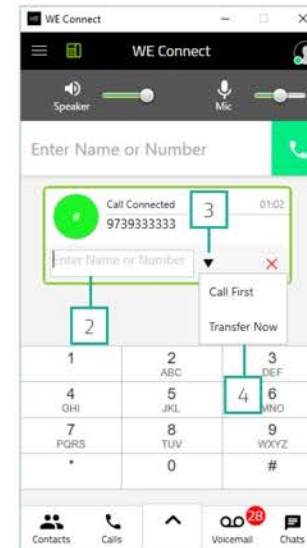 WE Connect
WE Connect
Speaker
Mic
Enter Name or Number
#
Call Connected
01:02
9739333333
3
Enter Name or Number
2
Call First
Transfer Now
4
1
2
ABC
3
DEF
4
GHI
5
JKL
6
MNO
7
PQRS
8
TUV
9
WXYZ
*
0
#
28
Contacts
Calls
Voicemail
Chats